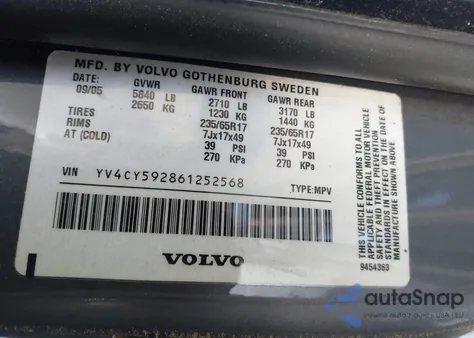 MFD. BY VOLVO GOTHENBURG SWEDEN
DATE: GVWR GAWR FRONT GAWR REAR
09/05 5840 LB 2710 LB 3170 LB
2650 KG 1230 KG 1440 KG
TIRES 235/65R17 235/65R17
RIMS 7Jx17x49 7Jx17x49
AT (COLD) 39 PSI 39 PSI
270 KPa 270 KPa
VIN YV4CY592861252568 TYPE:MPV
VOLVO
THIS VEHICLE CONFORMS TO ALL
APPLICABLE FEDERAL MOTOR VEHICLE
SAFETY AND THEFT PREVENTION
STANDARDS IN EFFECT ON THE DATE OF
MANUFACTURE SHOWN ABOVE.
9454363
autoSnap